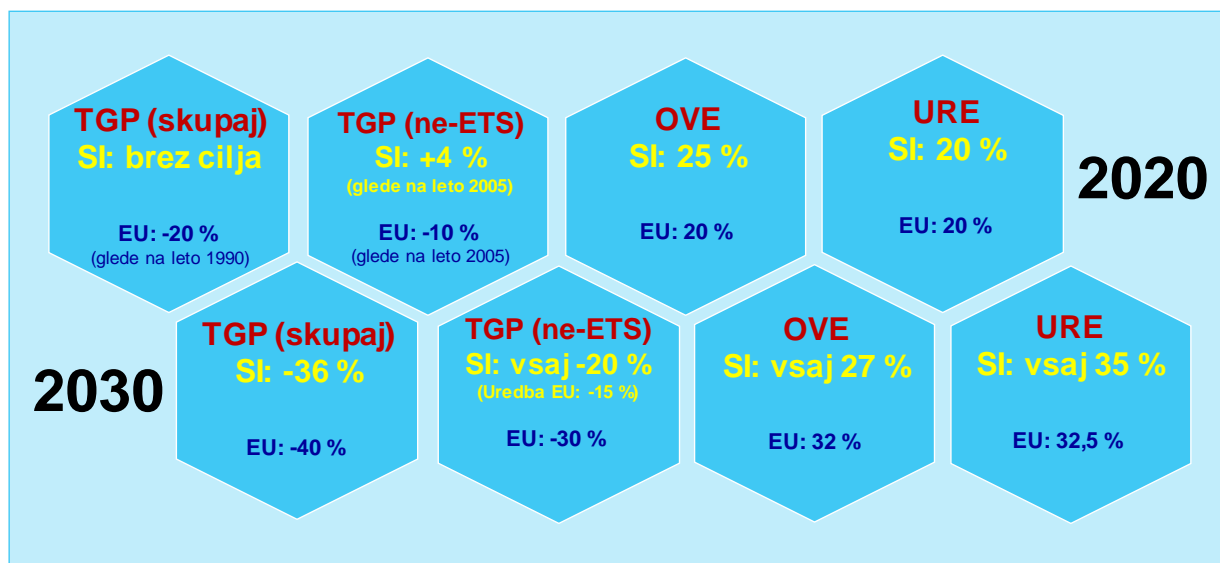 TGP (skupaj)
SI: brez cilja
EU: -20 %
(glede na leto 1990)
TGP (ne-ETS)
SI: +4 %
(glede na leto 2005)
EU: -10 %
(glede na leto 2005)
OVE
SI: 25 %
EU: 20 %
URE
SI: 20 %
EU: 20 %
2020
2030
TGP (skupaj)
SI: -36 %
EU: -40 %
TGP (ne-ETS)
SI: vsaj -20 %
(Uredba EU: -15 %)
EU: -30 %
OVE
SI: vsaj 27 %
EU: 32 %
URE
SI: vsaj 35 %
EU: 32,5 %